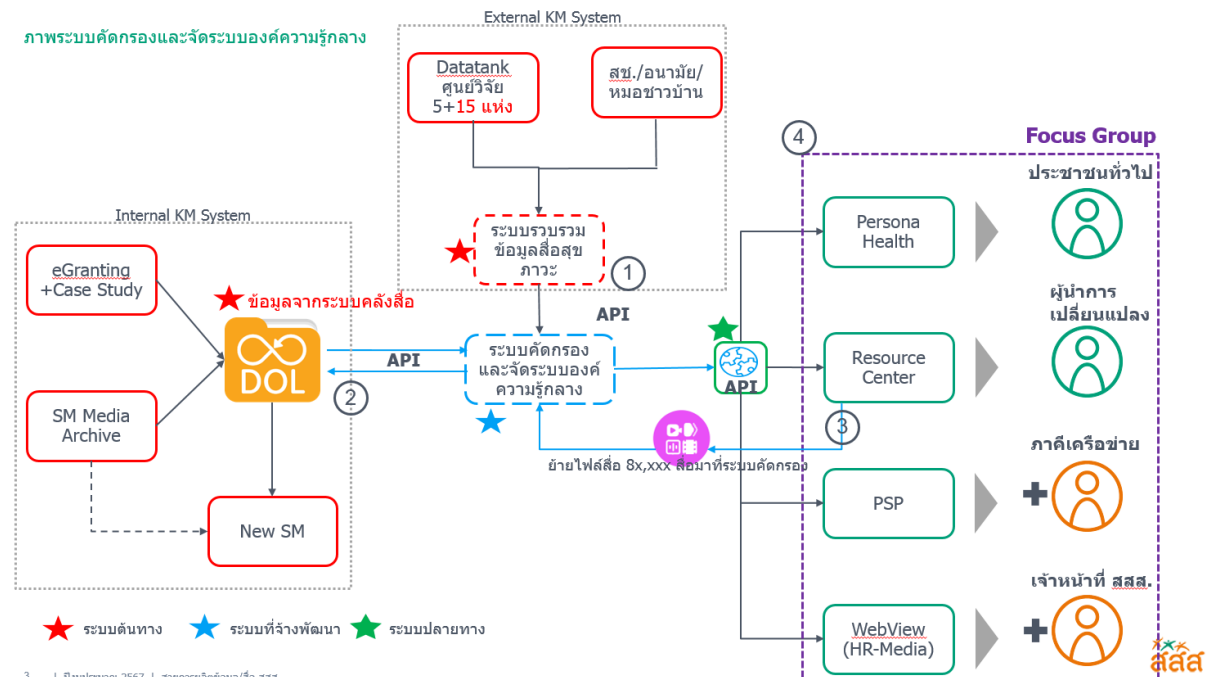 External KM System
ภาพระบบคัดกรองและจัดระบบองค์ความรู้กลาง
Datatank
ศูนย์วิจัย
5+15 แห่ง
สช./อนามัย/
หมอชาวบ้าน
4
Focus Group
ประชาชนทั่วไป
Internal KM System
ระบบรวบรวม
ข้อมูลสื่อสุข
ภาวะ
1
Persona
Health
eGranting
+Case Study
ข้อมูลจากระบบคลังสื่อ
API
ผู้นำการ
เปลี่ยนแปลง
DOL
API
2
ระบบคัดกรอง
และจัดระบบองค์
ความรู้กลาง
API
Resource
Center
SM Media
Archive
3
ย้ายไฟล์สื่อ 8x,xxx สื่อมาที่ระบบคัดกรอง
ภาคีเครือข่าย
New SM
PSP
เจ้าหน้าที่ สสส.
ระบบต้นทาง
ระบบที่จ้างพัฒนา
ระบบปลายทาง
WebView
(HR-Media)
สสส
3 | ปีงบประมาณ 2567 |